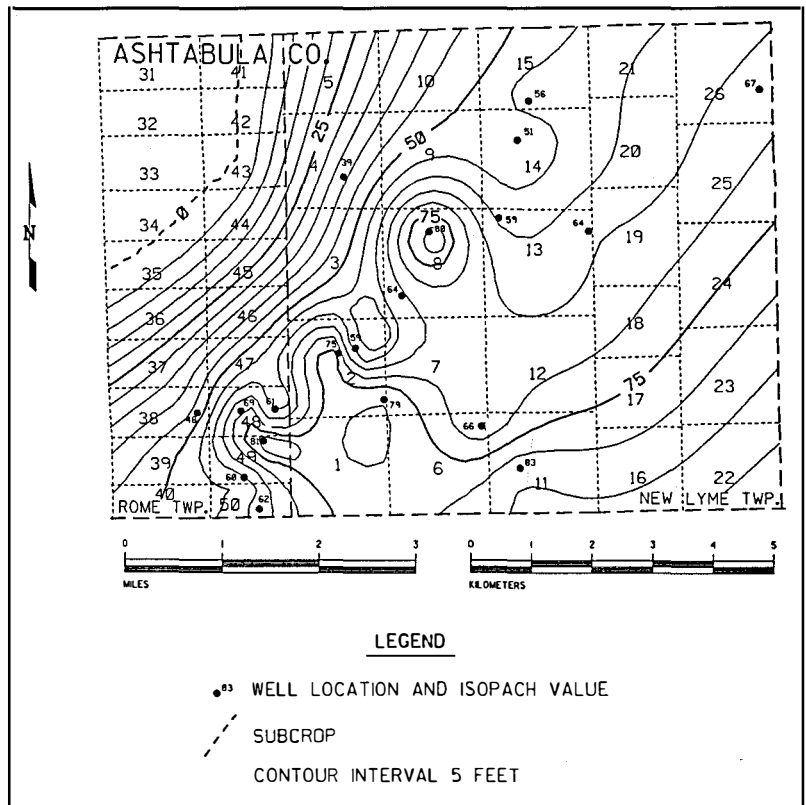 ASHTABULA CO.
31 41 5 10 15 21 26 67
56
32 42 25 4 39 50 9 51 14 20
33 43 25
34 44 0 75 88 59 13 64 19
N
35 45 3 8 24
36 46 64 18
37 47 75 59 2 7 12 75 23
38 46 69 61 48 79 66 17
39 81 49 1 6 83 11 16 22
40 60 50 62
ROME TWP. NEW LYME TWP.
0 1 2 3
MILES
0 1 2 3 4 5
KILOMETERS
LEGEND
83 WELL LOCATION AND ISOPACH VALUE
SUBCROP
CONTOUR INTERVAL 5 FEET